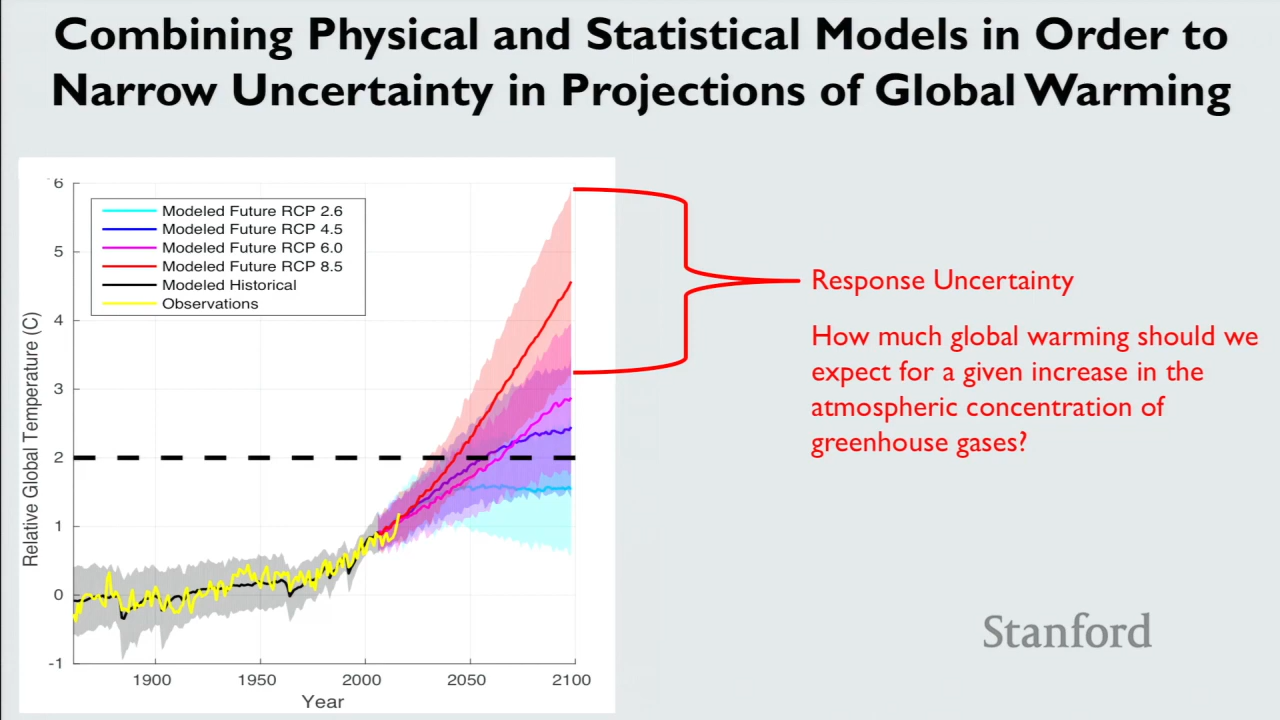 Combining Physical and Statistical Models in Order to
Narrow Uncertainty in Projections of Global Warming
6
5
4
3
2
1
0
-1
Relative Global Temperature (C)
Modeled Future RCP 2.6
Modeled Future RCP 4.5
Modeled Future RCP 6.0
Modeled Future RCP 8.5
Modeled Historical
Observations
1900
1950
2000
2050
2100
Year
Response Uncertainty
How much global warming should we
expect for a given increase in the
atmospheric concentration of
greenhouse gases?
Stanford